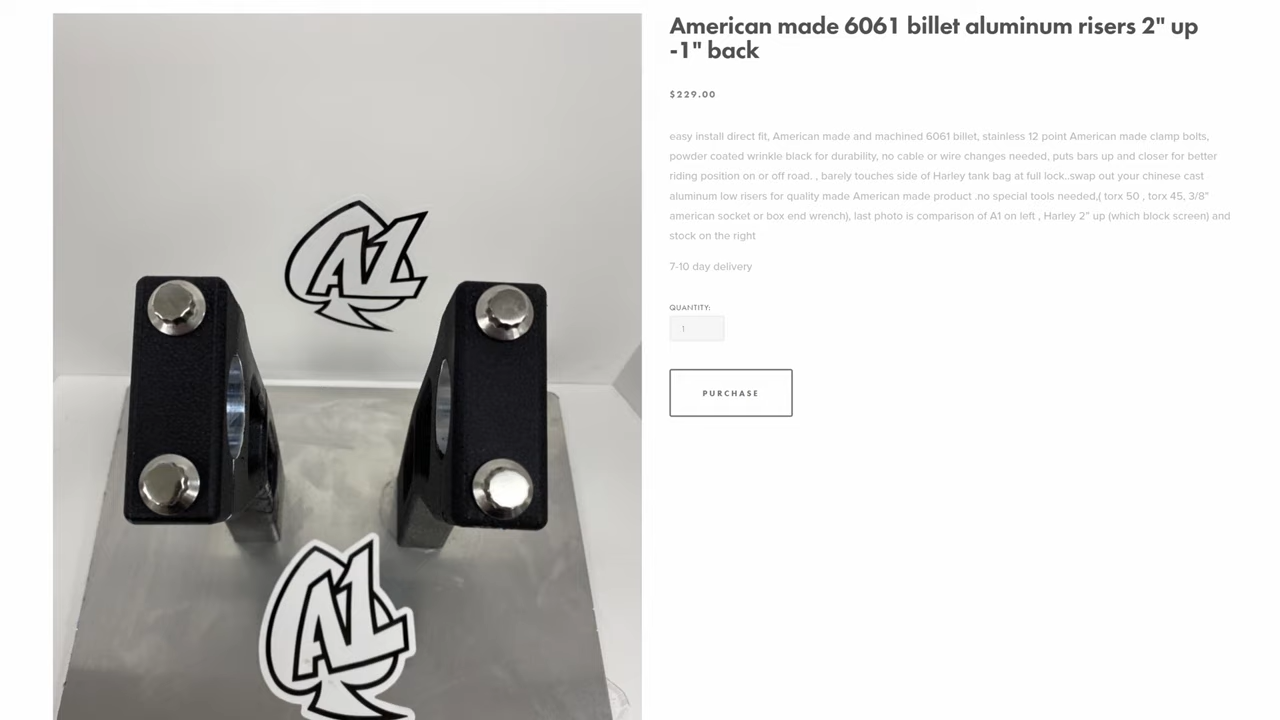 American made 6061 billet aluminum risers 2" up
-1" back
$229.00
easy install direct fit, American made and machined 6061 billet, stainless 12 point American made clamp bolts,
powder coated wrinkle black for durability, no cable or wire changes needed, puts bars up and closer for better
riding position on or off road. , barely touches side of Harley tank bag at full lock..swap out your chinese cast
aluminum low risers for quality made American made product .no special tools needed,( torx 50 , torx 45, 3/8"
american socket or box end wrench), last photo is comparison of A1 on left , Harley 2" up (which block screen) and
stock on the right
7-10 day delivery
QUANTITY:
1
PURCHASE
A1
A1